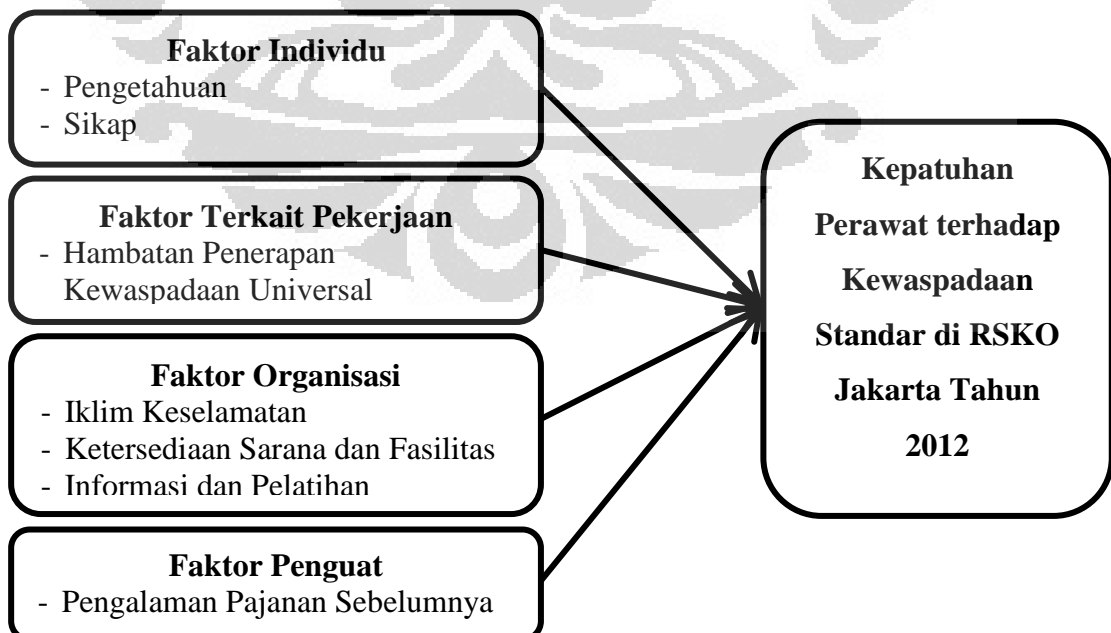 Faktor Individu
- Pengetahuan
- Sikap
Faktor Terkait Pekerjaan
- Hambatan Penerapan
Kewaspadaan Universal
Faktor Organisasi
- Iklim Keselamatan
- Ketersediaan Sarana dan Fasilitas
- Informasi dan Pelatihan
Faktor Penguat
- Pengalaman Pajanan Sebelumnya
Kepatuhan
Perawat terhadap
Kewaspadaan
Standar di RSKO
Jakarta Tahun
2012